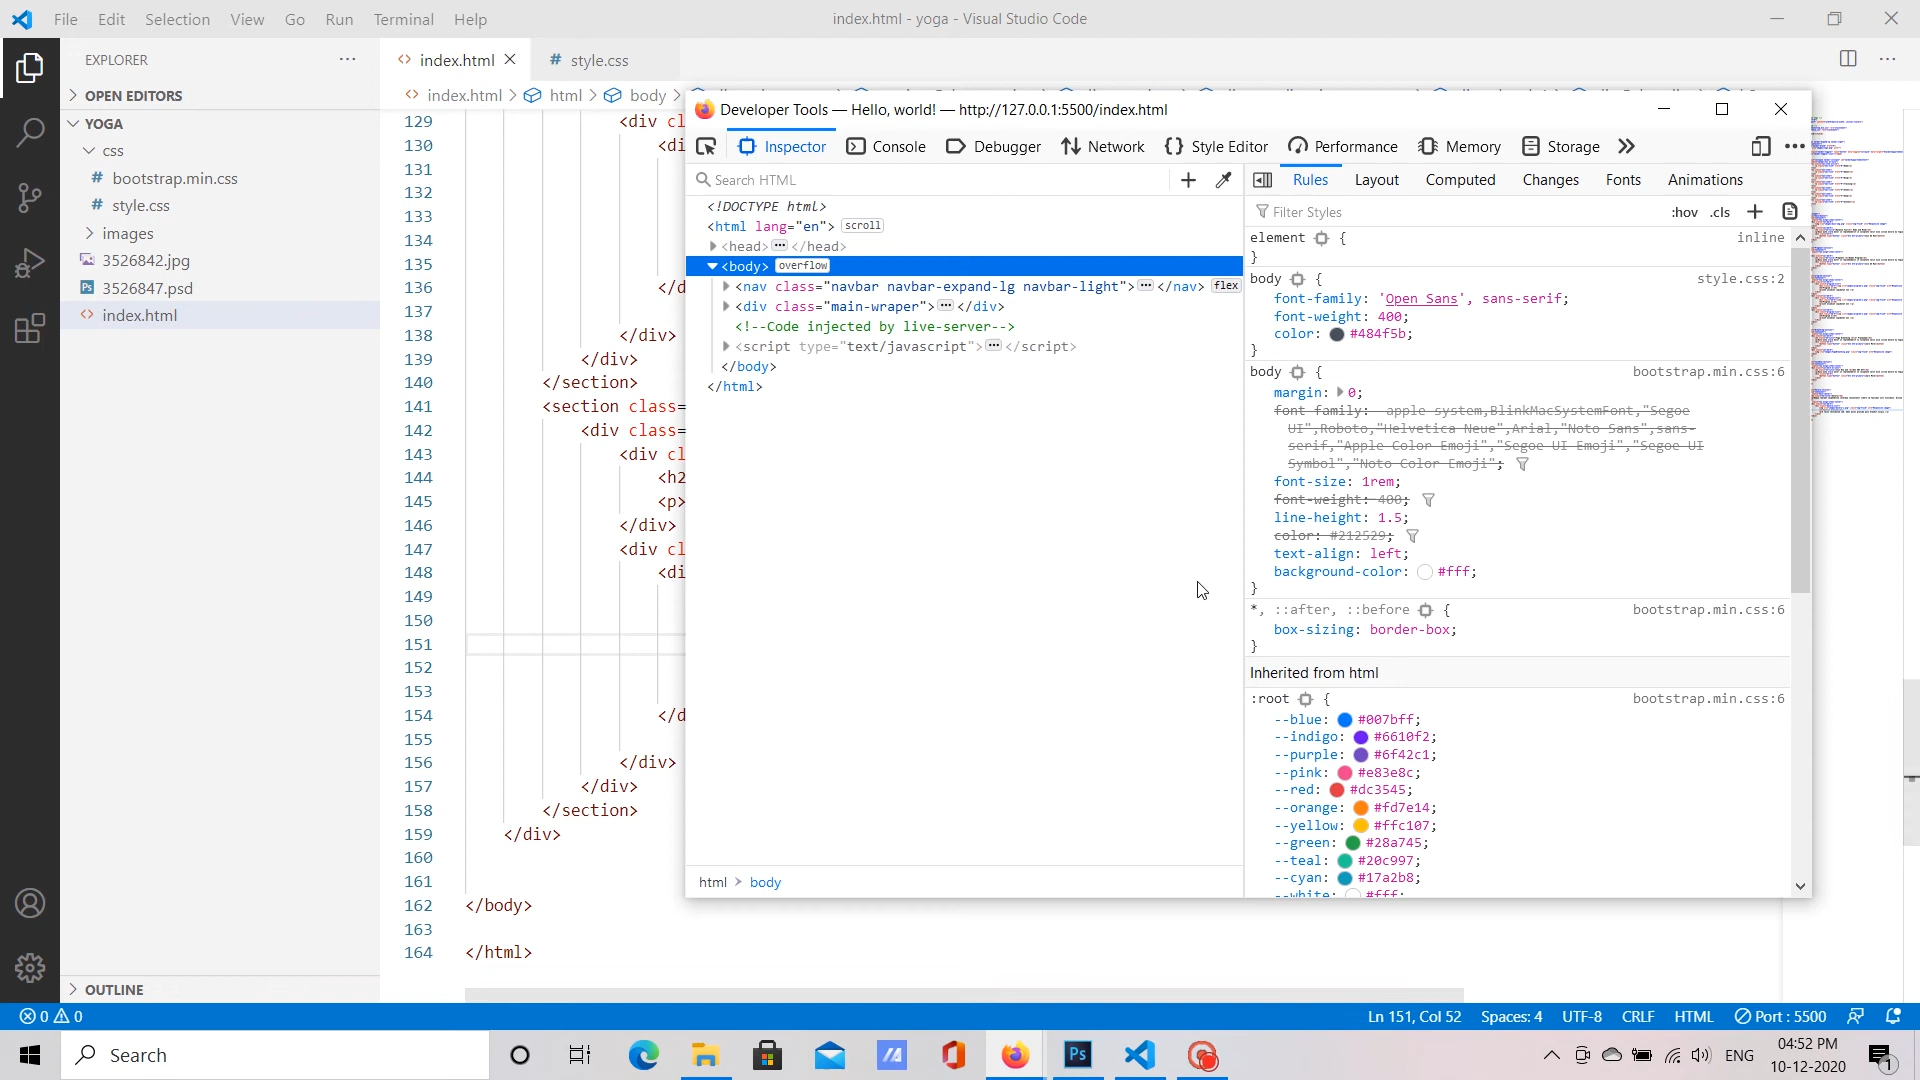 File Edit Selection View Go Run Terminal Help
index.html - yoga - Visual Studio Code
EXPLORER
OPEN EDITORS
YOGA
css
# bootstrap.min.css
# style.css
images
3526842.jpg
Ps 3526847.psd
<> index.html
OUTLINE
<> index.html
# style.css
<> index.html > html > body >
129 <div cl
130 <di
131
132
133
134
135
136 </d
137
138 </div>
139 </div>
140 </section>
141 <section class=
142 <div class=
143 <div cl
144 <h2
145 <p>
146 </div>
147 <div cl
148 <di
149
150
151
152
153
154 </d
155
156 </div>
157 </div>
158 </section>
159 </div>
160
161
162 </body>
163
164 </html>
Developer Tools — Hello, world! — http://127.0.0.1:5500/index.html
Inspector Console Debugger Network Style Editor Performance Memory Storage
Search HTML
<!DOCTYPE html>
<html lang="en"> scroll
<head></head>
<body> overflow
<nav class="navbar navbar-expand-lg navbar-light"></nav> flex
<div class="main-wraper"></div>
<!--Code injected by live-server-->
<script type="text/javascript"></script>
</body>
</html>
html > body
Rules Layout Computed Changes Fonts Animations
Filter Styles :hov .cls +
element { inline
}
body { style.css:2
font-family: 'Open Sans', sans-serif;
font-weight: 400;
color: #484f5b;
}
body { bootstrap.min.css:6
margin: 0;
font-family: -apple-system,BlinkMacSystemFont,"Segoe
UI",Roboto,"Helvetica Neue",Arial,"Noto Sans",sans-
serif,"Apple Color Emoji","Segoe UI Emoji","Segoe UI
Symbol","Noto Color Emoji";
font-size: 1rem;
font-weight: 400;
line-height: 1.5;
color: #212529;
text-align: left;
background-color: #fff;
}
*, ::after, ::before { bootstrap.min.css:6
box-sizing: border-box;
}
Inherited from html
:root { bootstrap.min.css:6
--blue: #007bff;
--indigo: #6610f2;
--purple: #6f42c1;
--pink: #e83e8c;
--red: #dc3545;
--orange: #fd7e14;
--yellow: #ffc107;
--green: #28a745;
--teal: #20c997;
--cyan: #17a2b8;
--white: #fff;
0 0
Ln 151, Col 52 Spaces: 4 UTF-8 CRLF HTML Port : 5500
Search
Ps
ENG
04:52 PM
10-12-2020
1